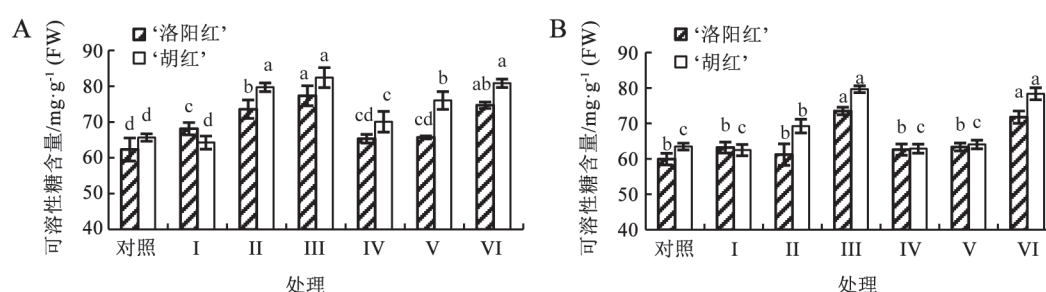 A
可溶性糖含量/mg·g⁻¹ (FW)
‘洛阳红’
‘胡红’
90
80
70
60
50
40
d d c d b a a a cd c cd b ab a
对照 I II III IV V VI
处理
B
可溶性糖含量/mg·g⁻¹ (FW)
‘洛阳红’
‘胡红’
90
80
70
60
50
40
b c b c b b a a b c b c a a
对照 I II III IV V VI
处理